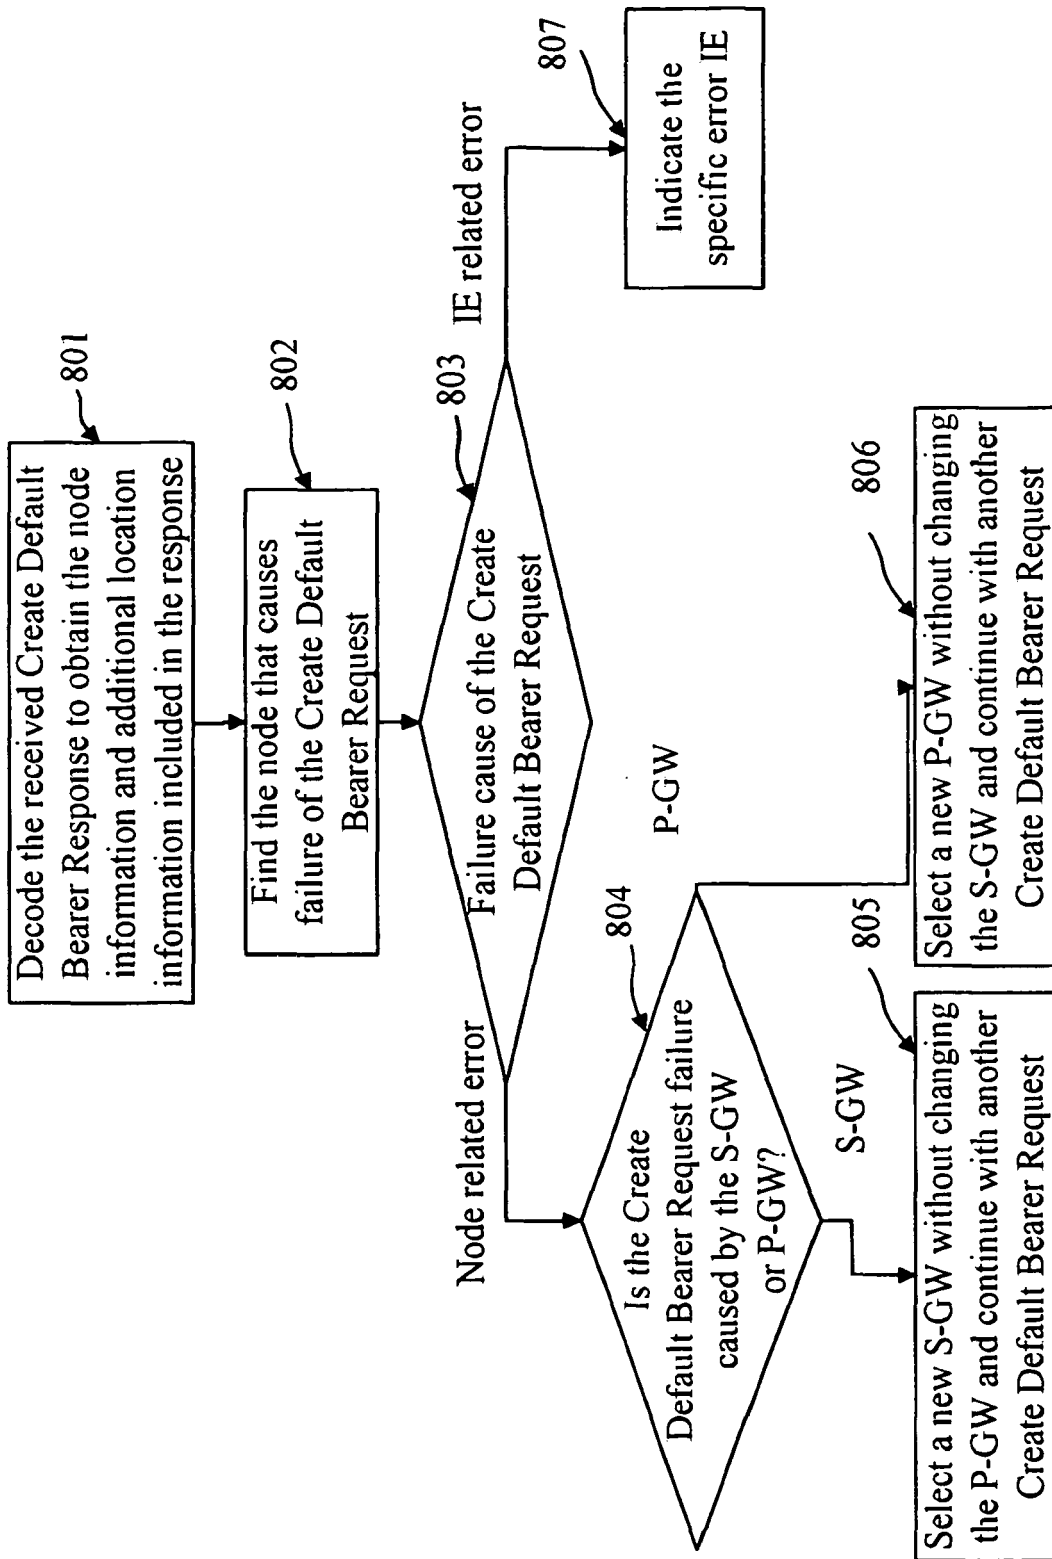 801
Decode the received Create Default
Bearer Response to obtain the node
information and additional location
information included in the response
802
Find the node that causes
failure of the Create Default
Bearer Request
803
Failure cause of the Create
Default Bearer Request
Node related error
IE related error
804
Is the Create
Default Bearer Request failure
caused by the S-GW
or P-GW?
807
Indicate the
specific error IE
S-GW
P-GW
805
Select a new S-GW without changing
the P-GW and continue with another
Create Default Bearer Request
806
Select a new P-GW without changing
the S-GW and continue with another
Create Default Bearer Request